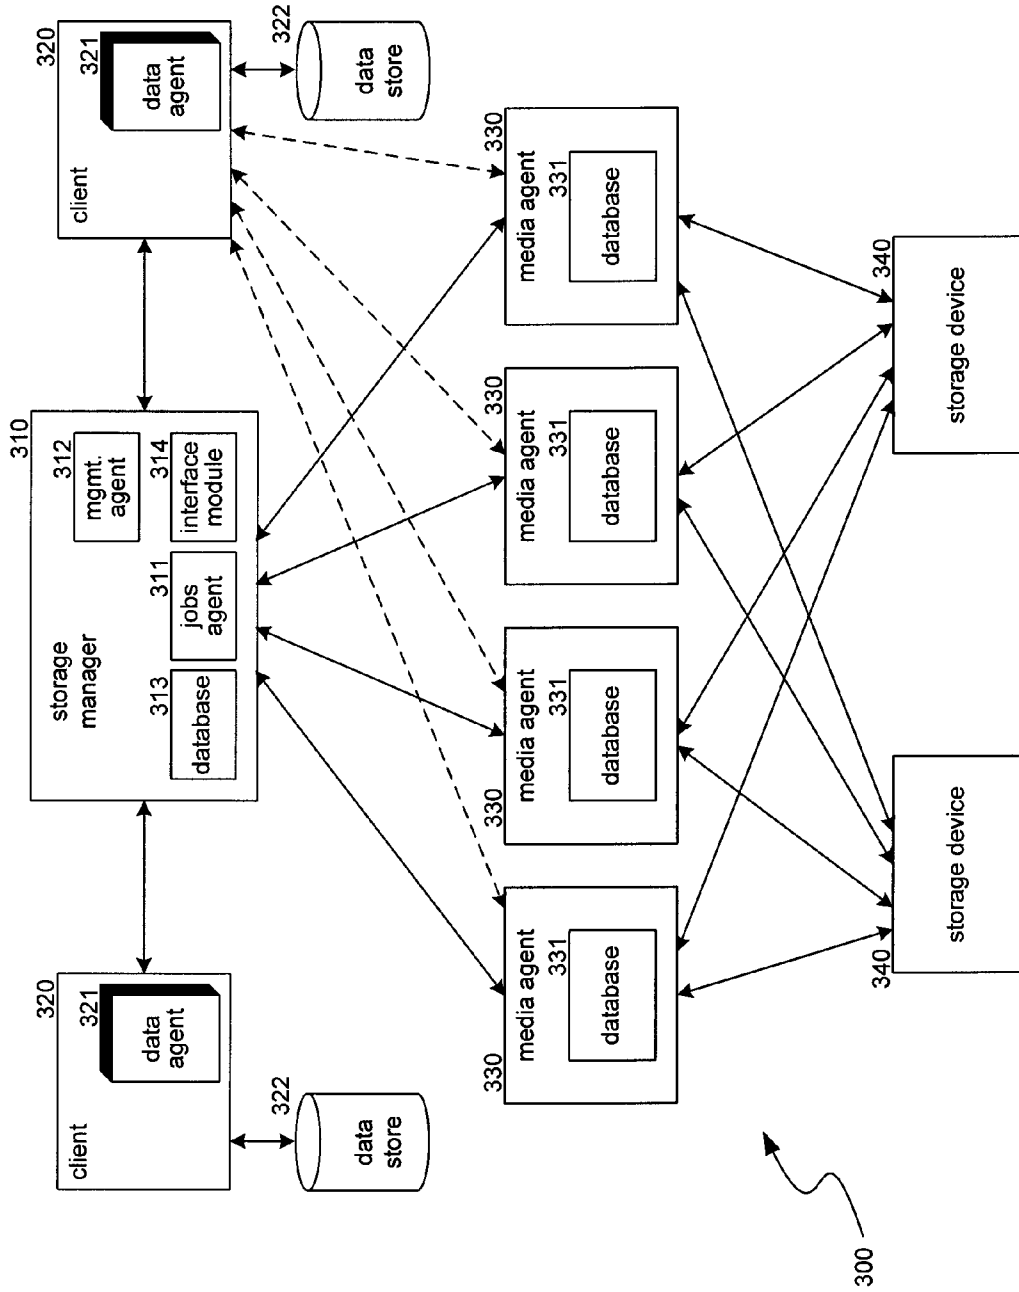 310
storage
manager
312
mgmt.
agent
313
database
311
jobs
agent
314
interface
module
320
client
321
data
agent
322
data
store
320
client
321
data
agent
322
data
store
330
media agent
331
database
330
media agent
331
database
330
media agent
331
database
330
media agent
331
database
340
storage device
340
storage device
300